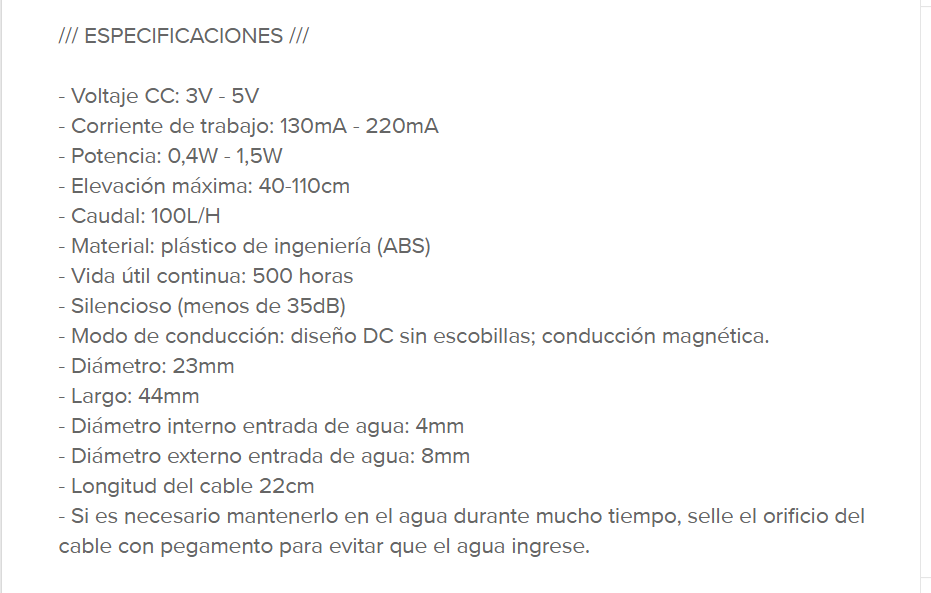 /// ESPECIFICACIONES ///
- Voltaje CC: 3V - 5V
- Corriente de trabajo: 130mA - 220mA
- Potencia: 0,4W - 1,5W
- Elevación máxima: 40-110cm
- Caudal: 100L/H
- Material: plástico de ingeniería (ABS)
- Vida útil continua: 500 horas
- Silencioso (menos de 35dB)
- Modo de conducción: diseño DC sin escobillas; conducción magnética.
- Diámetro: 23mm
- Largo: 44mm
- Diámetro interno entrada de agua: 4mm
- Diámetro externo entrada de agua: 8mm
- Longitud del cable 22cm
- Si es necesario mantenerlo en el agua durante mucho tiempo, selle el orificio del
cable con pegamento para evitar que el agua ingrese.